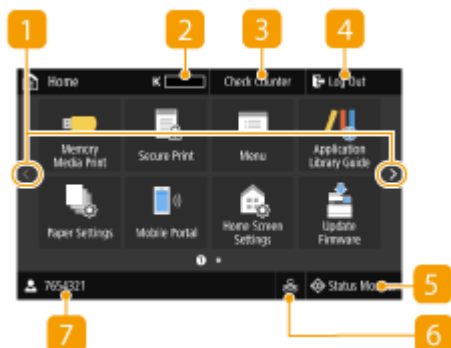 1 2 3 4
Home K Check Counter Log Out
Memory
Media Print
Secure Print
Menu
Application
Library Guide
Paper Settings
Mobile Portal
Home Screen
Settings
Update
Firmware
1
7654321 Status Mo
5
7 6